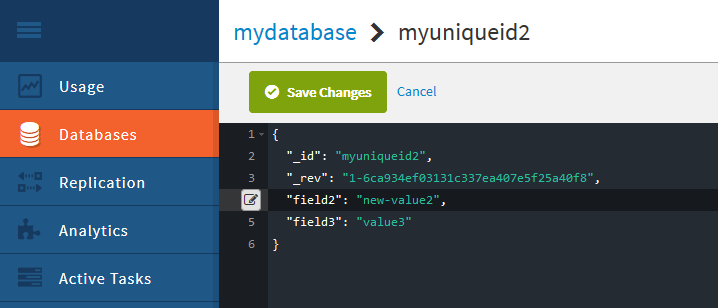 mydatabase > myuniqueid2
Save Changes
Cancel
Usage
Databases
Replication
Analytics
Active Tasks
1 {
2 "_id": "myuniqueid2",
3 "_rev": "1-6ca934ef03131c337ea407e5f25a40f8",
"field2": "new-value2",
5 "field3": "value3"
6 }